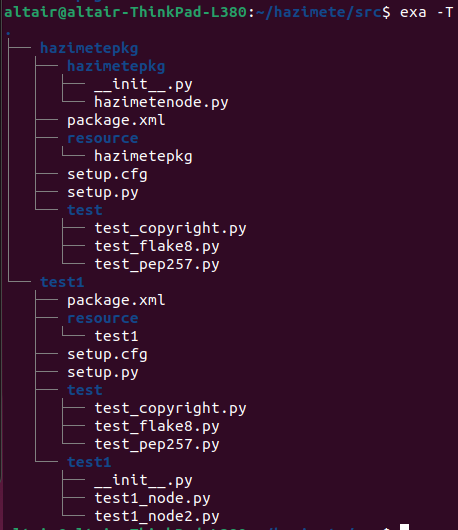 altair@altair-ThinkPad-L380:~/hazimete/src$ exa -T
.
├── hazimetepkg
│  ├── hazimetepkg
│  │  ├── __init__.py
│  │  └── hazimetenode.py
│  ├── package.xml
│  ├── resource
│  │  └── hazimetepkg
│  ├── setup.cfg
│  ├── setup.py
│  └── test
│     ├── test_copyright.py
│     ├── test_flake8.py
│     └── test_pep257.py
└── test1
   ├── package.xml
   ├── resource
   │  └── test1
   ├── setup.cfg
   ├── setup.py
   ├── test
   │  ├── test_copyright.py
   │  ├── test_flake8.py
   │  └── test_pep257.py
   └── test1
      ├── __init__.py
      ├── test1_node.py
      └── test1_node2.py